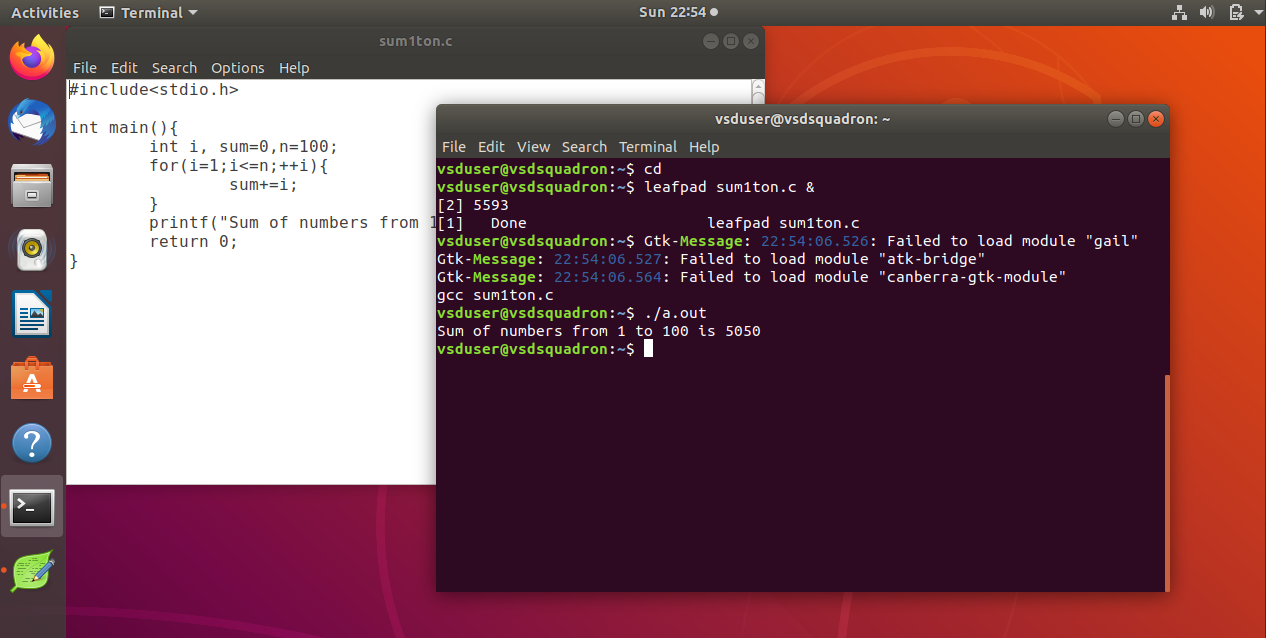 Activities Terminal Sun 22:54
sum1ton.c
File Edit Search Options Help
#include<stdio.h>
int main(){
int i, sum=0,n=100;
for(i=1;i<=n;++i){
sum+=i;
}
printf("Sum of numbers from 1
return 0;
}
vsduser@vsdsquadron: ~
File Edit View Search Terminal Help
vsduser@vsdsquadron:~$ cd
vsduser@vsdsquadron:~$ leafpad sum1ton.c &
[2] 5593
[1]   Done                    leafpad sum1ton.c
vsduser@vsdsquadron:~$ Gtk-Message: 22:54:06.526: Failed to load module "gail"
Gtk-Message: 22:54:06.527: Failed to load module "atk-bridge"
Gtk-Message: 22:54:06.564: Failed to load module "canberra-gtk-module"
gcc sum1ton.c
vsduser@vsdsquadron:~$ ./a.out
Sum of numbers from 1 to 100 is 5050
vsduser@vsdsquadron:~$